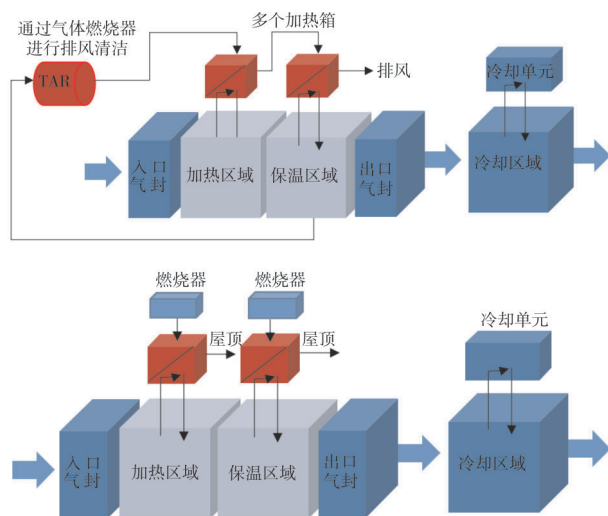 通过气体燃烧器
进行排风清洁
多个加热箱
TAR
排风
冷却单元
入口
气封
加热区域
保温区域
出口
气封
冷却区域
燃烧器
燃烧器
屋顶
屋顶
冷却单元
入口
气封
加热区域
保温区域
出口
气封
冷却区域